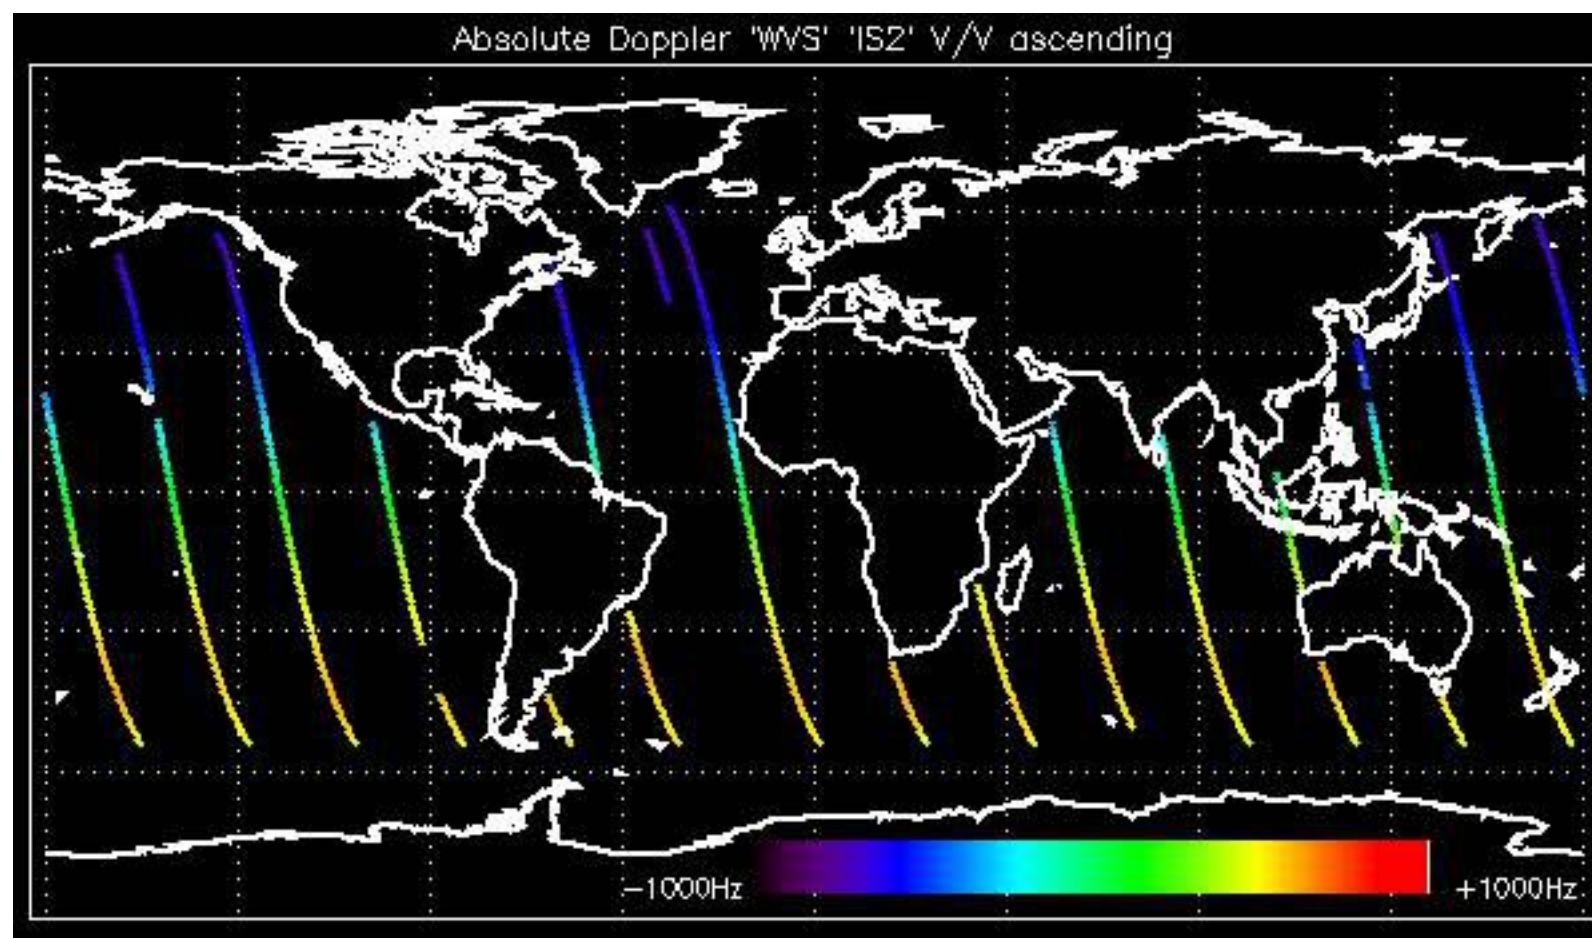 Absolute Doppler 'WVS' 'IS2' V/V ascending
-1000Hz +1000Hz